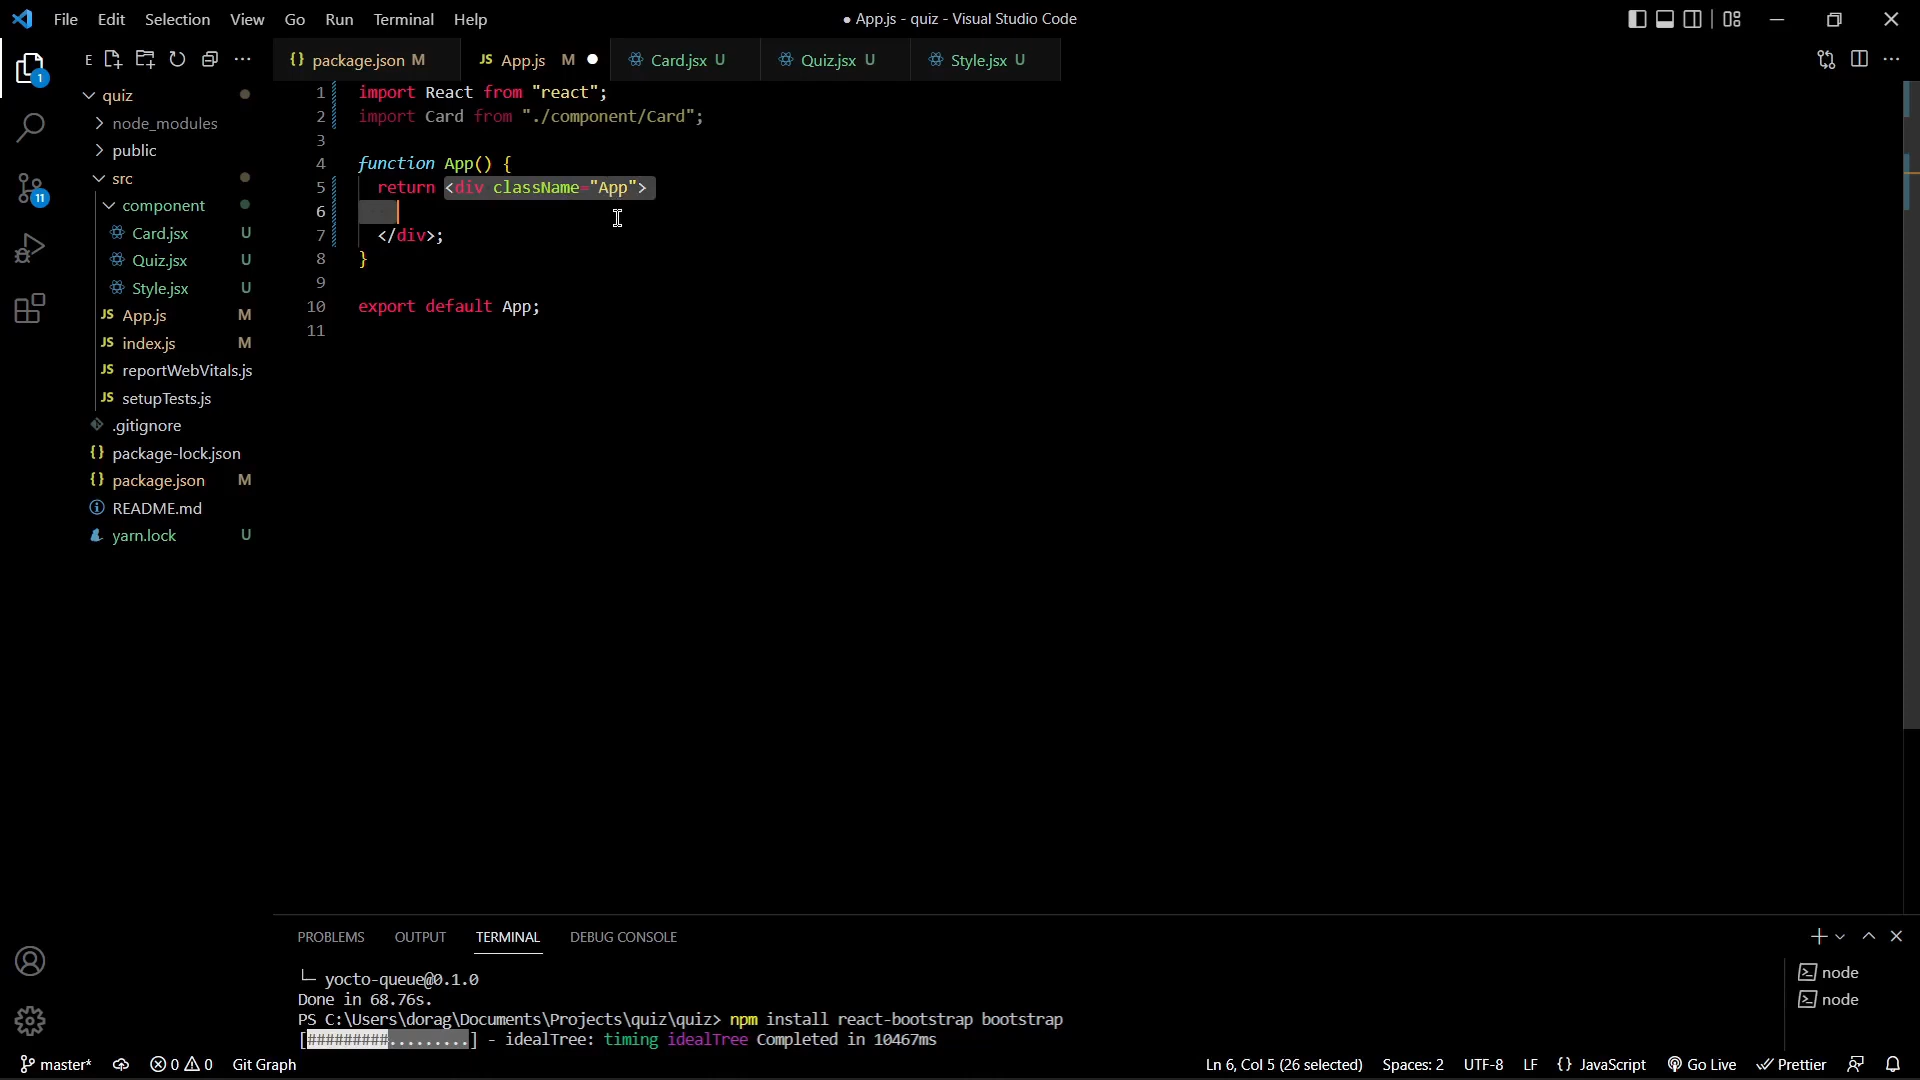 File Edit Selection View Go Run Terminal Help
● App.js - quiz - Visual Studio Code
E
package.json M
JS App.js M ●
Card.jsx U
Quiz.jsx U
Style.jsx U
1
quiz
node_modules
public
src
component
Card.jsx U
Quiz.jsx U
Style.jsx U
JS App.js M
JS index.js M
JS reportWebVitals.js
JS setupTests.js
.gitignore
{} package-lock.json
{} package.json M
README.md
yarn.lock U
11
1 import React from "react";
2 import Card from "./component/Card";
3
4 function App() {
5 return <div className="App">
6
7 </div>;
8 }
9
10 export default App;
11
PROBLEMS OUTPUT TERMINAL DEBUG CONSOLE
└─ yocto-queue@0.1.0
Done in 68.76s.
PS C:\Users\dorag\Documents\Projects\quiz\quiz> npm install react-bootstrap bootstrap
[#########.........] - idealTree: timing idealTree Completed in 10467ms
node
node
master* 0 0 Git Graph
Ln 6, Col 5 (26 selected) Spaces: 2 UTF-8 LF {} JavaScript Go Live Prettier